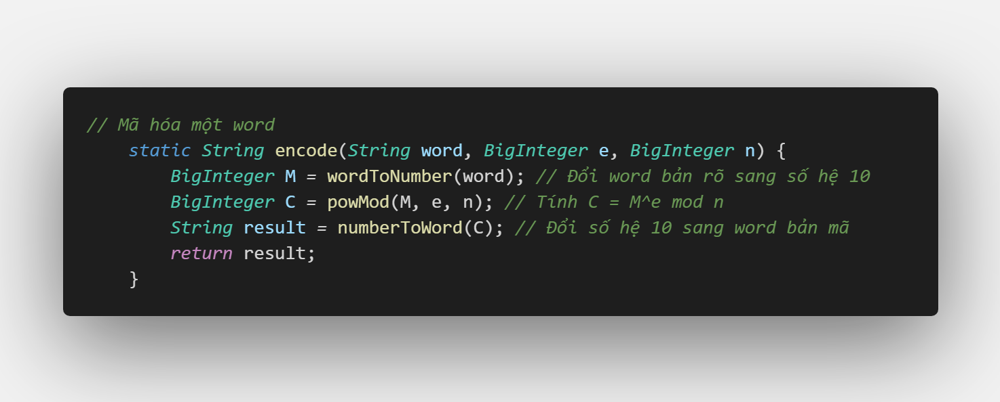 // Mã hóa một word
static String encode(String word, BigInteger e, BigInteger n) {
BigInteger M = wordToNumber(word); // Đổi word bản rõ sang số hệ 10
BigInteger C = powMod(M, e, n); // Tính C = M^e mod n
String result = numberToWord(C); // Đổi số hệ 10 sang word bản mã
return result;
}